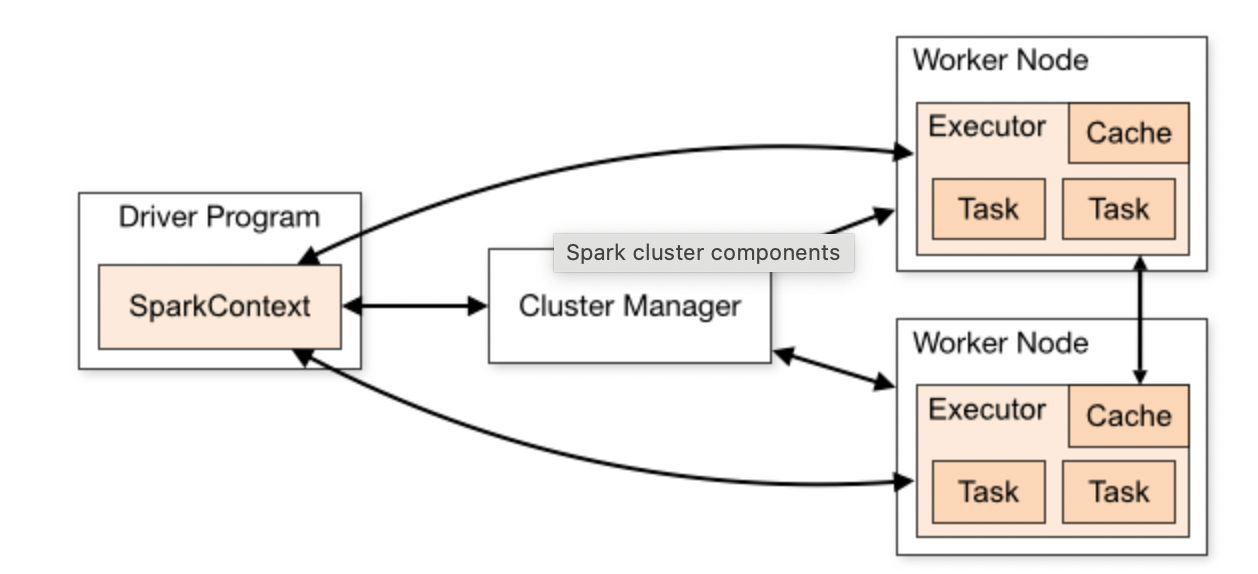 Driver Program
SparkContext
Spark cluster components
Cluster Manager
Worker Node
Executor
Cache
Task
Task
Worker Node
Executor
Cache
Task
Task